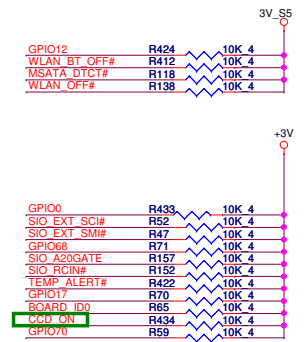 3V_S5
GPIO12 R424 10K_4
WLAN_BT_OFF# R412 10K_4
MSATA_DTCT# R118 10K_4
WLAN_OFF# R138 10K_4
+3V
GPIO0 R433 10K_4
SIO_EXT_SCI# R52 10K_4
SIO_EXT_SMI# R47 10K_4
GPIO68 R71 10K_4
SIO_A20GATE R157 10K_4
SIO_RCIN# R152 10K_4
TEMP_ALERT# R422 10K_4
GPIO17 R70 10K_4
BOARD_ID0 R65 10K_4
CCD_ON R434 10K_4
GPIO70 R59 10K_4